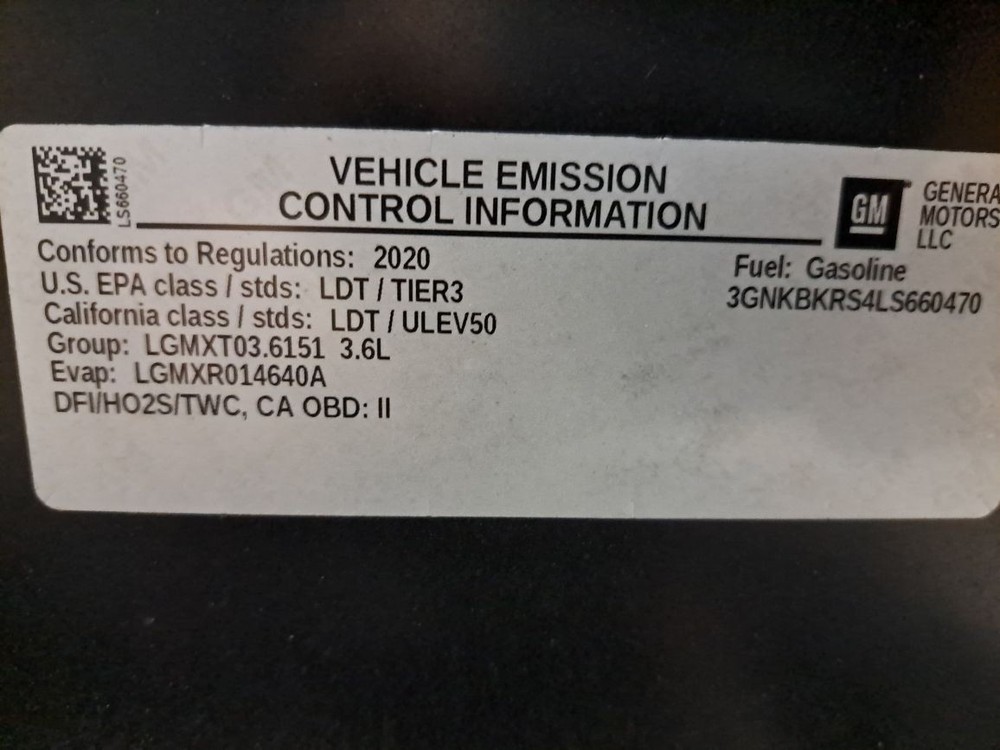 LS660470
VEHICLE EMISSION
CONTROL INFORMATION
GM
GENERA
MOTORS
LLC
Conforms to Regulations: 2020
U.S. EPA class / stds: LDT / TIER3
California class / stds: LDT / ULEV50
Group: LGMXT03.6151 3.6L
Evap: LGMXR014640A
DFI/HO2S/TWC, CA OBD: II
Fuel: Gasoline
3GNKBKRS4LS660470